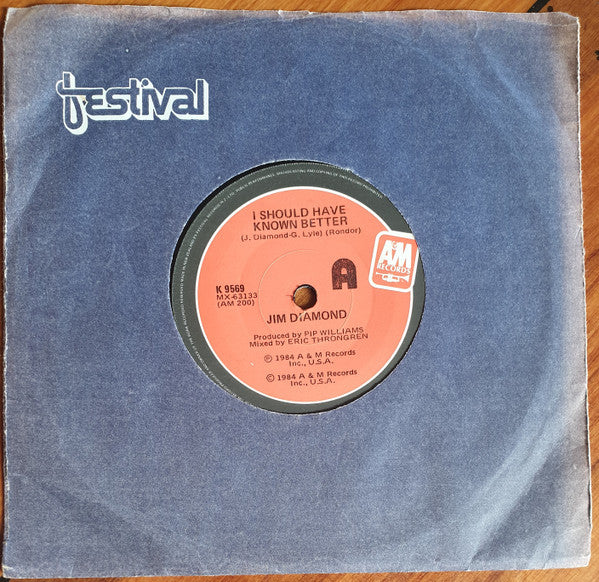 festival
I SHOULD HAVE
KNOWN BETTER
(J. Diamond-G. Lyle) (Rondor)
A&M
RECORDS
A
K 9569
MX-63133
(AM 200)
JIM DIAMOND
Produced by PIP WILLIAMS
Mixed by ERIC THRONGREN
℗ 1984 A & M Records
Inc., U.S.A.
© 1984 A & M Records
Inc., U.S.A.